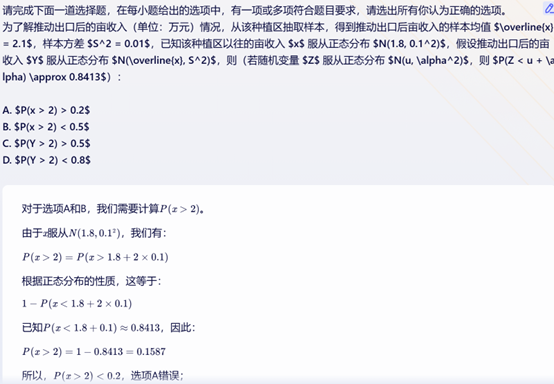 请完成下面一道选择题，在每小题给出的选项中，有一项或多项符合题目要求，请选出所有你认为正确的选项。
为了解推动出口后的亩收入（单位：万元）情况，从该种植区抽取样本，得到推动出口后亩收入的样本均值 $\overline{x}
= 2.1$，样本方差 $S^2 = 0.01$，已知该种植区以往的亩收入 $x$ 服从正态分布 $N(1.8, 0.1^2)$，假设推动出口后的亩
收入 $Y$ 服从正态分布 $N(\overline{x}, S^2)$，则（若随机变量 $Z$ 服从正态分布 $N(u, \alpha^2)$，则 $P(Z < u + \a
lpha) \approx 0.8413$）：
A. $P(x > 2) > 0.2$
B. $P(x > 2) < 0.5$
C. $P(Y > 2) > 0.5$
D. $P(Y > 2) < 0.8$
对于选项A和B，我们需要计算P(x > 2)。
由于x服从N(1.8, 0.1²)，我们有：
P(x > 2) = P(x > 1.8 + 2 × 0.1)
根据正态分布的性质，这等于：
1 − P(x < 1.8 + 2 × 0.1)
已知P(x < 1.8 + 0.1) ≈ 0.8413，因此：
P(x > 2) = 1 − 0.8413 = 0.1587
所以，P(x > 2) < 0.2，选项A错误；